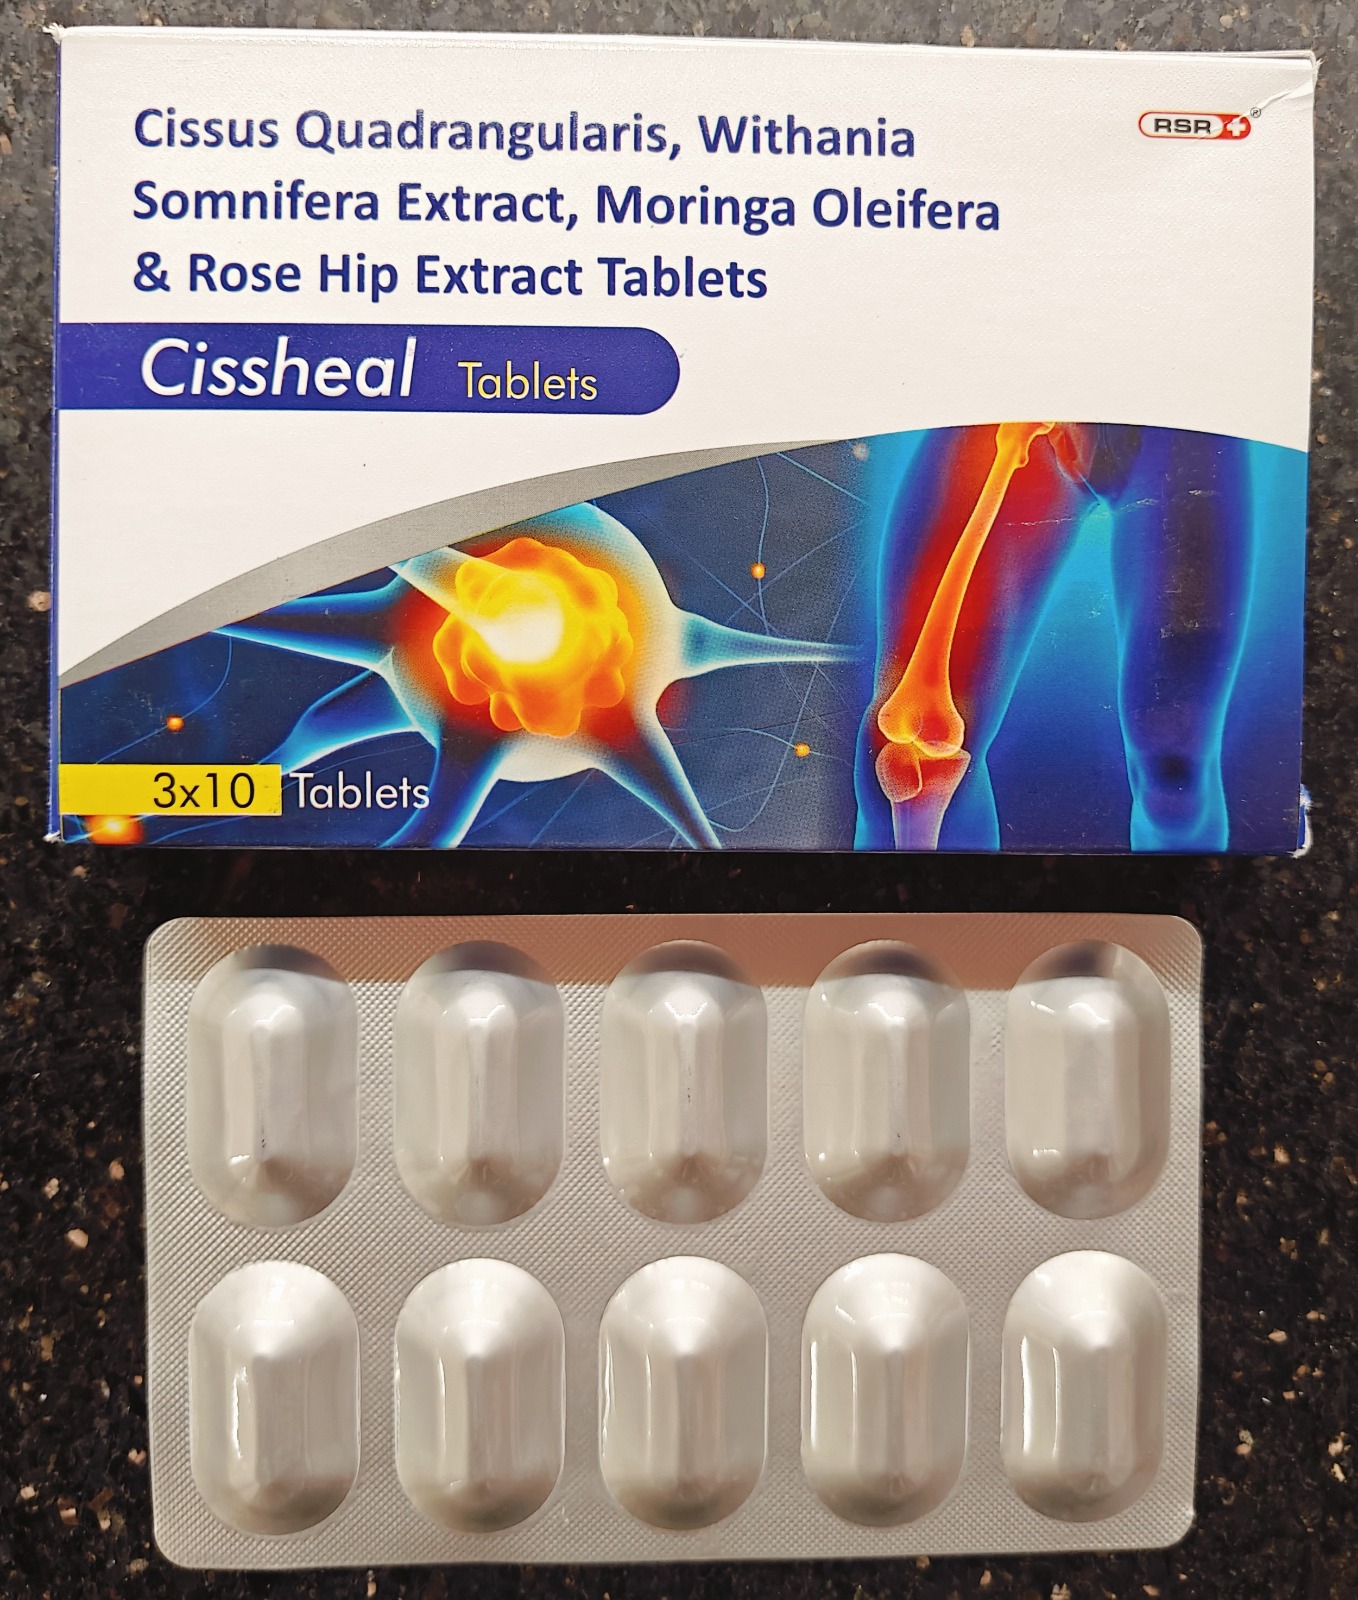 Cissus Quadrangularis, Withania
Somnifera Extract, Moringa Oleifera
& Rose Hip Extract Tablets
RSR ®
Cissheal Tablets
3x10 Tablets